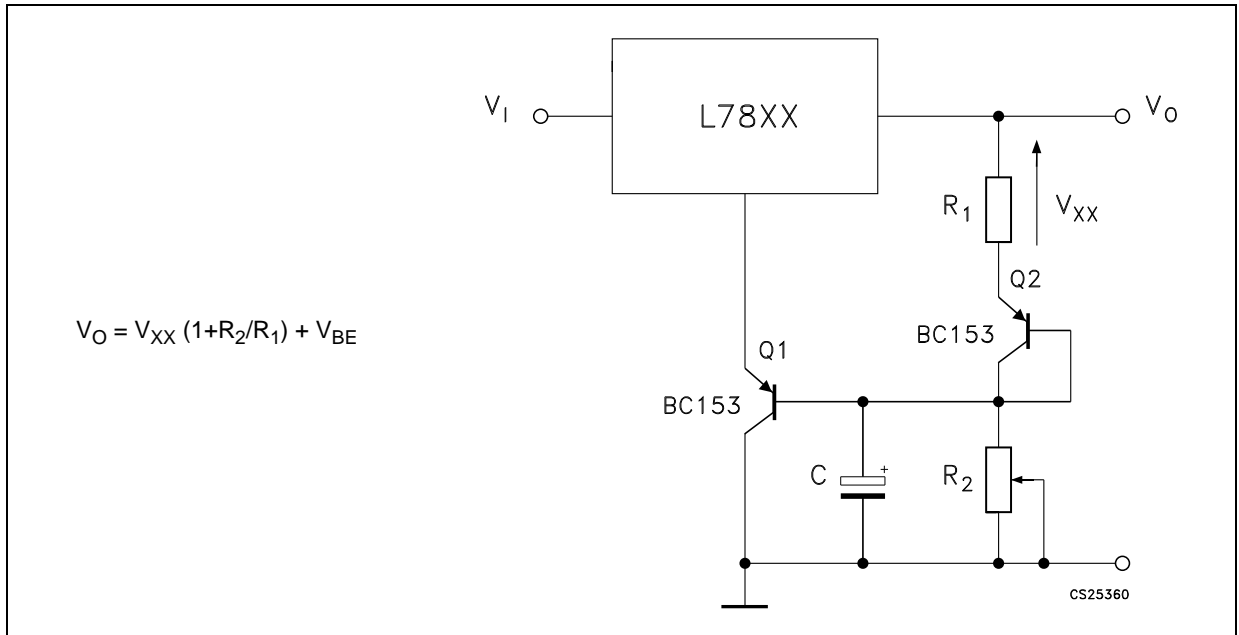 V_I
L78XX
V_O
R_1
V_XX
Q2
BC153
V_O = V_XX (1+R_2/R_1) + V_BE
Q1
BC153
C
+
R_2
CS25360